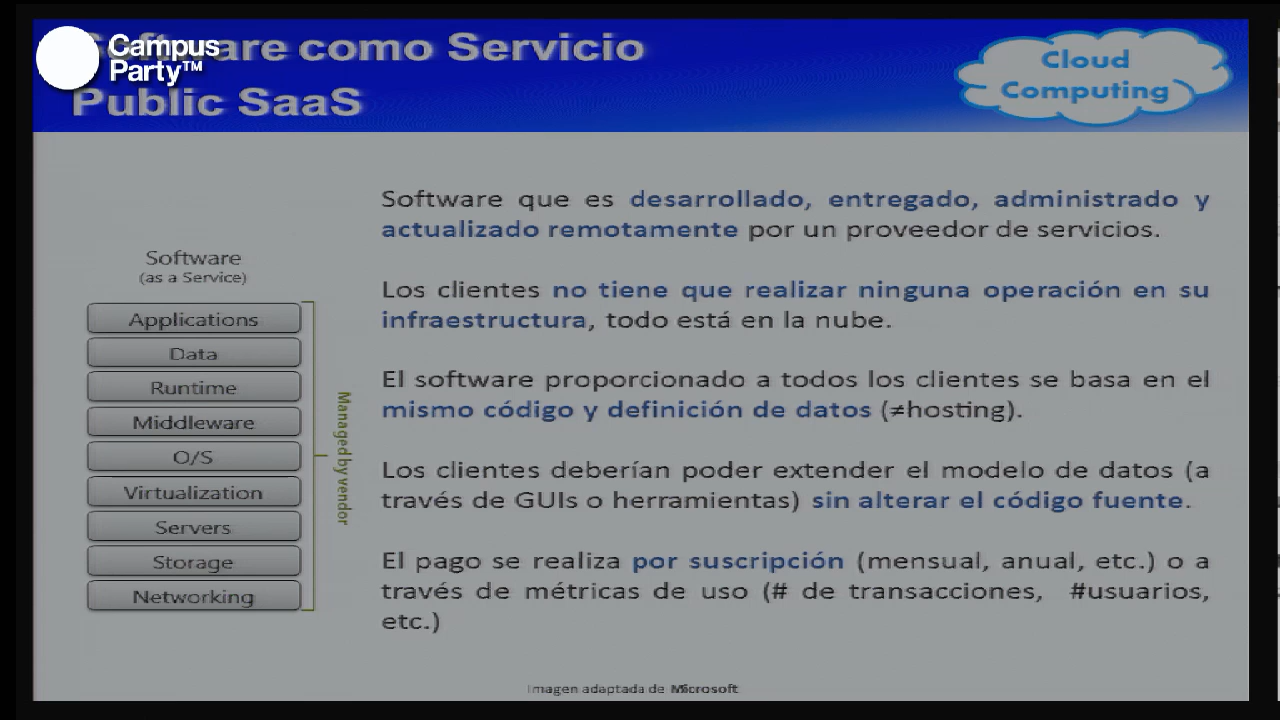 Campus
Party™
Software como Servicio
Public SaaS
Cloud
Computing
Software que es desarrollado, entregado, administrado y
actualizado remotamente por un proveedor de servicios.
Los clientes no tiene que realizar ninguna operación en su
infraestructura, todo está en la nube.
El software proporcionado a todos los clientes se basa en el
mismo código y definición de datos (≠hosting).
Los clientes deberían poder extender el modelo de datos (a
través de GUIs o herramientas) sin alterar el código fuente.
El pago se realiza por suscripción (mensual, anual, etc.) o a
través de métricas de uso (# de transacciones, #usuarios,
etc.)
Software
(as a Service)
Applications
Data
Runtime
Middleware
O/S
Virtualization
Servers
Storage
Networking
Managed by vendor
Imagen adaptada de Microsoft